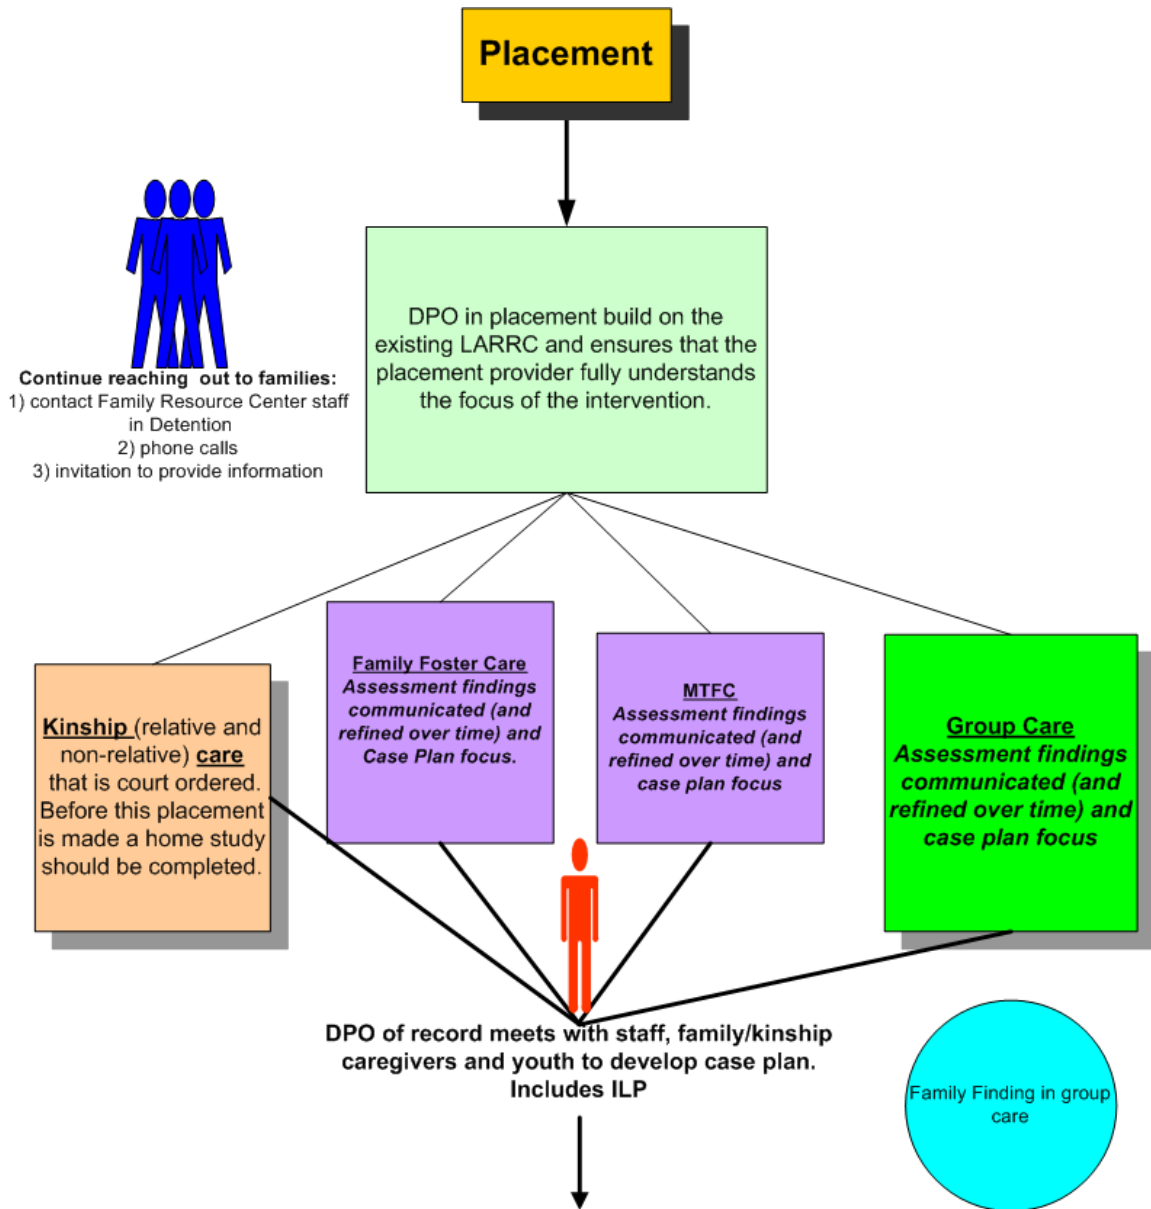 Placement
DPO in placement build on the
existing LARRC and ensures that the
placement provider fully understands
the focus of the intervention.
Continue reaching  out to families:
1) contact Family Resource Center staff
in Detention
2) phone calls
3) invitation to provide information
Kinship (relative and
non-relative) care
that is court ordered.
Before this placement
is made a home study
should be completed.
Family Foster Care
Assessment findings
communicated (and
refined over time) and
Case Plan focus.
MTFC
Assessment findings
communicated (and
refined over time) and
case plan focus
Group Care
Assessment findings
communicated (and
refined over time) and
case plan focus
DPO of record meets with staff, family/kinship
caregivers and youth to develop case plan.
Includes ILP
Family Finding in group
care